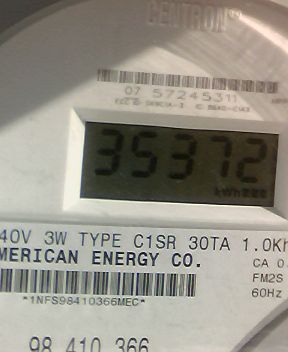 CENTRON
07 57245311
35372
kWh
40V 3W TYPE C1SR 30TA 1.0Kh
MERICAN ENERGY CO.
CA 0.
FM2S
60Hz
*1NFS98410366MEC*
98 410 366